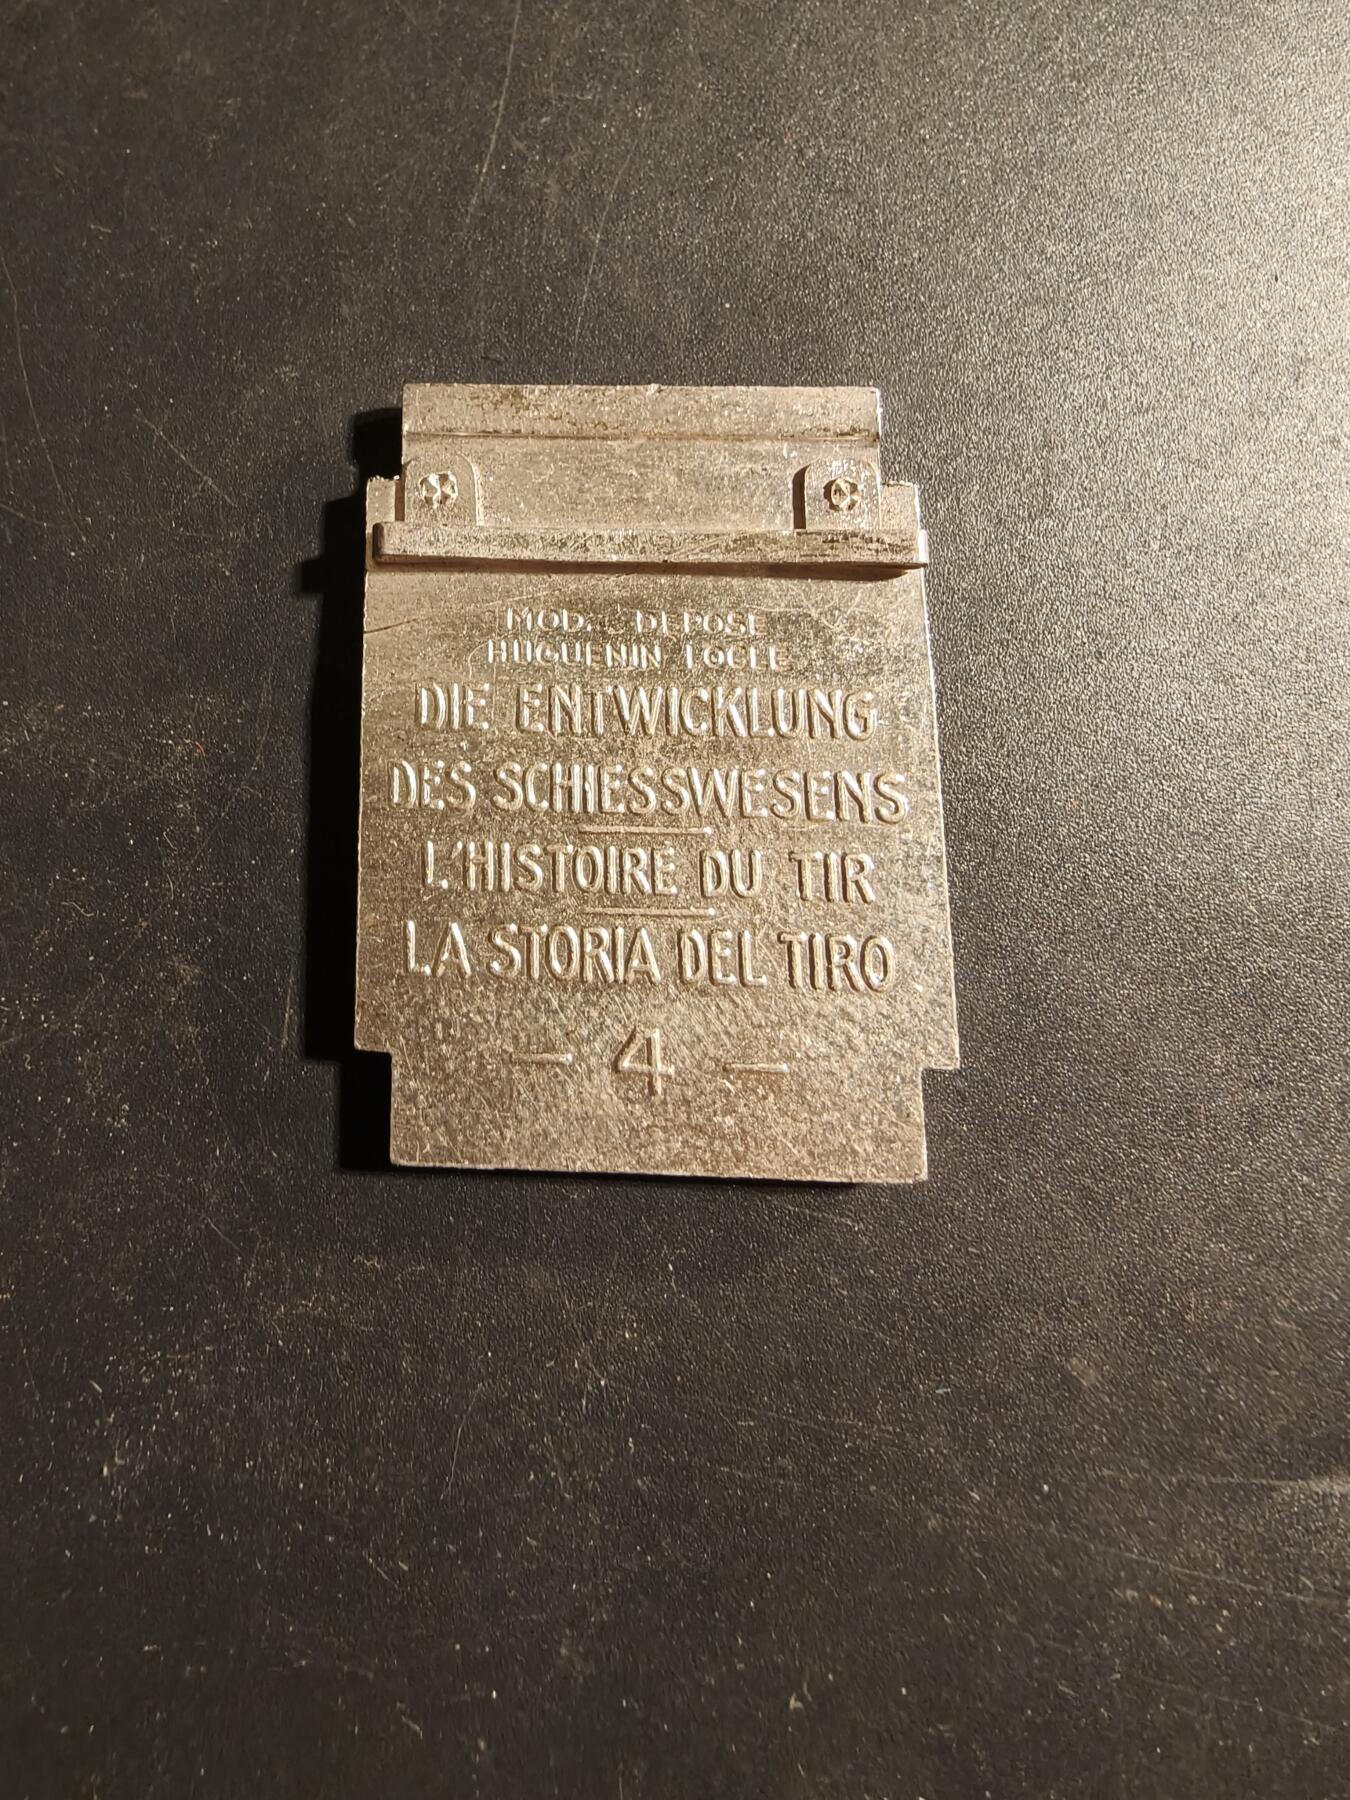 MOD. DEPOSE
HUGUENIN LOCLE
DIE ENTWICKLUNG
DES SCHIESSWESENS
L'HISTOIRE DU TIR
LA STORIA DEL TIRO
— 4 —